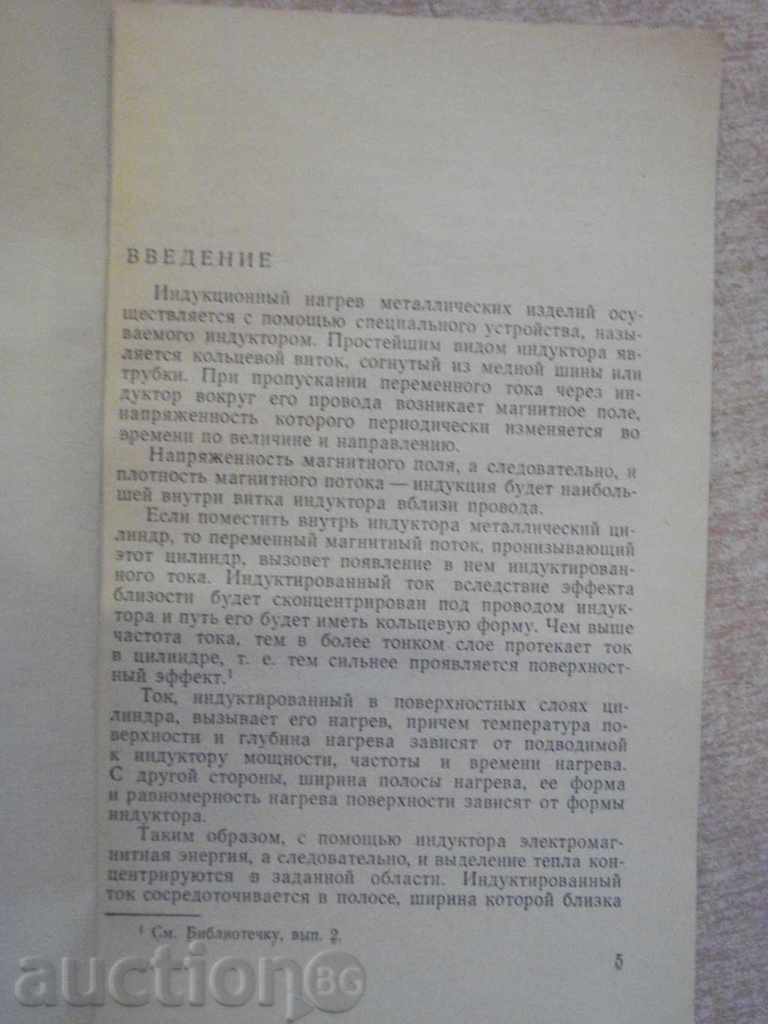 ВВЕДЕНИЕ
Индукционный нагрев металлических изделий осу-
ществляется с помощью специального устройства, назы-
ваемого индуктором. Простейшим видом индуктора яв-
ляется кольцевой виток, согнутый из медной шины или
трубки. При пропускании переменного тока через ин-
дуктор вокруг его провода возникает магнитное поле,
напряженность которого периодически изменяется во
времени по величине и направлению.
Напряженность магнитного поля, а следовательно, и
плотность магнитного потока — индукция будет наиболь-
шей внутри витка индуктора вблизи провода.
Если поместить внутрь индуктора металлический ци-
линдр, то переменный магнитный поток, пронизывающий
этот цилиндр, вызовет появление в нем индуктирован-
ного тока. Индуктированный ток вследствие эффекта
близости будет сконцентрирован под проводом индук-
тора и путь его будет иметь кольцевую форму. Чем выше
частота тока, тем в более тонком слое протекает ток
в цилиндре, т. е. тем сильнее проявляется поверхност-
ный эффект.¹
Ток, индуктированный в поверхностных слоях ци-
линдра, вызывает его нагрев, причем температура по-
верхности и глубина нагрева зависят от подводимой
к индуктору мощности, частоты и времени нагрева.
С другой стороны, ширина полосы нагрева, ее форма
и равномерность нагрева поверхности зависят от формы
индуктора.
Таким образом, с помощью индуктора электромаг-
нитная энергия, а следовательно, и выделение тепла кон-
центрируются в заданной области. Индуктированный
ток сосредоточивается в полосе, ширина которой близка
¹ См. Библиотечку, вып. 2.
5
auctionBG